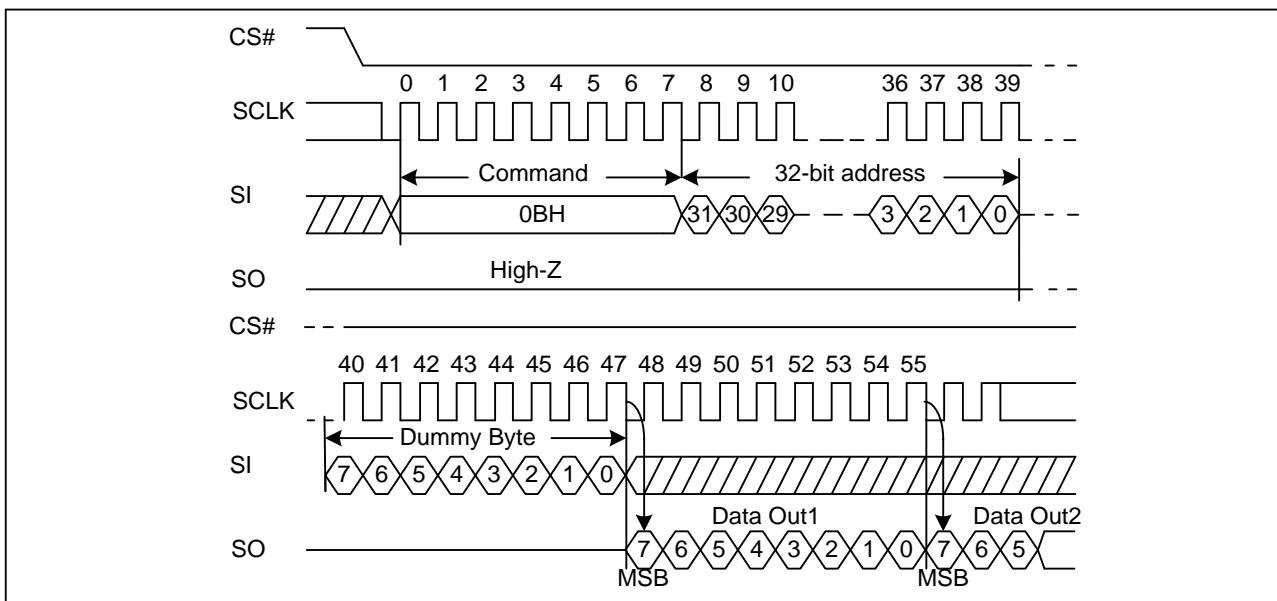 CS#
0 1 2 3 4 5 6 7 8 9 10 36 37 38 39
SCLK
Command 32-bit address
SI
0BH 31 30 29 3 2 1 0
High-Z
SO
CS#
40 41 42 43 44 45 46 47 48 49 50 51 52 53 54 55
SCLK
Dummy Byte
SI
7 6 5 4 3 2 1 0
Data Out1 Data Out2
SO
7 6 5 4 3 2 1 0 7 6 5
MSB MSB